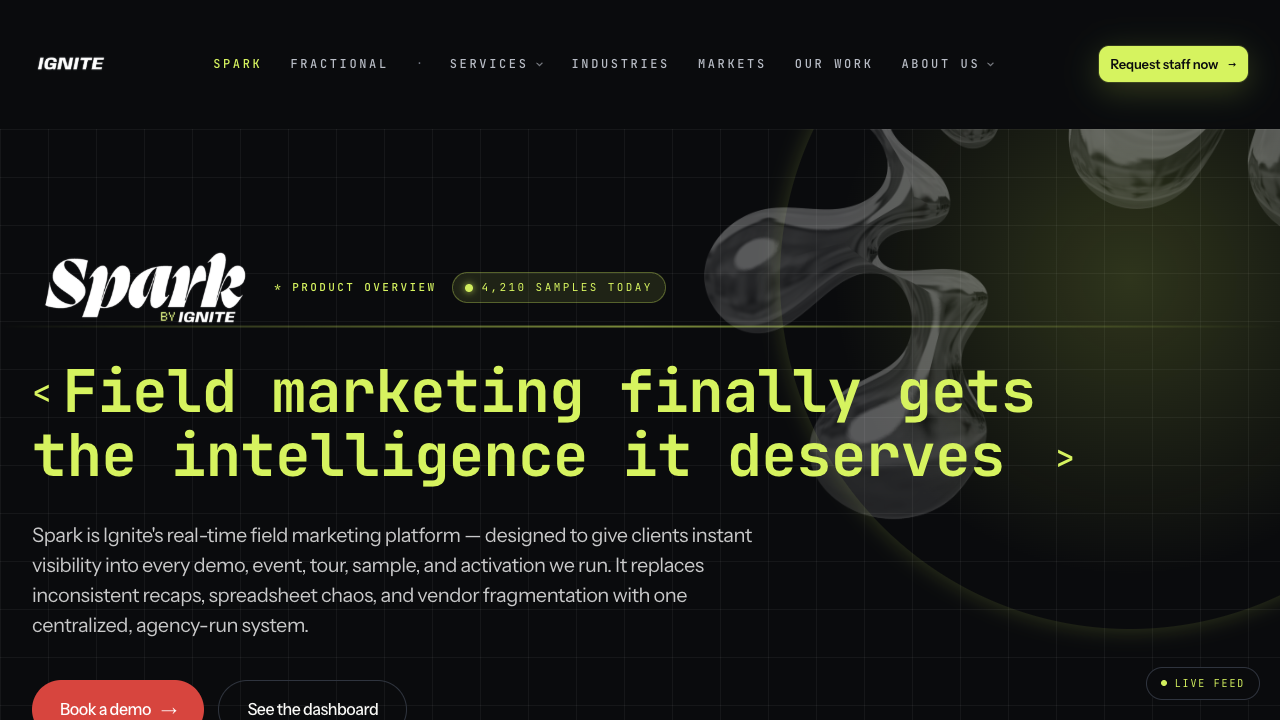 IGNITE
SPARK
FRACTIONAL
·
SERVICES
INDUSTRIES
MARKETS
OUR WORK
ABOUT US
Request staff now →
Spark
BY IGNITE
* PRODUCT OVERVIEW
4,210 SAMPLES TODAY
< Field marketing finally gets
the intelligence it deserves >
Spark is Ignite's real-time field marketing platform — designed to give clients instant
visibility into every demo, event, tour, sample, and activation we run. It replaces
inconsistent recaps, spreadsheet chaos, and vendor fragmentation with one
centralized, agency-run system.
Book a demo →
See the dashboard
LIVE FEED